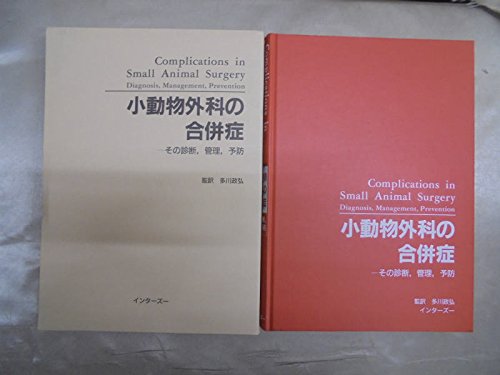 Complications in
Small Animal Surgery
Diagnosis, Management, Prevention
小動物外科の
合併症
―その診断，管理，予防
監訳 多川政弘
インターズー
Complications in
Complications in
Small Animal Surgery
Diagnosis, Management, Prevention
小動物外科の
合併症
―その診断，管理，予防
監訳 多川政弘
インターズー